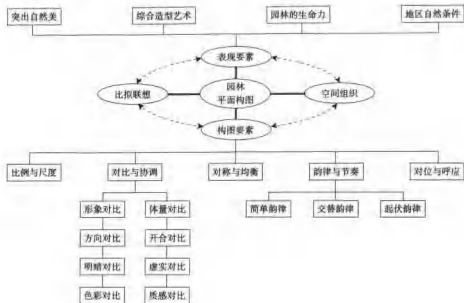 突出自然美
综合造型艺术
园林的生命力
地区自然条件
表现要素
比拟联想
园林
平面构图
空间组织
构图要素
比例与尺度
对比与协调
对称与均衡
韵律与节奏
对位与呼应
形象对比
体量对比
简单韵律
交替韵律
起伏韵律
方向对比
开合对比
明暗对比
虚实对比
色彩对比
质感对比